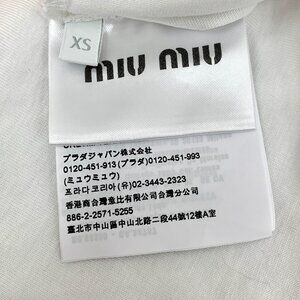 XS
miu miu
プラダジャパン株式会社
0120-451-913 (プラダ) 0120-451-993
(ミュウミュウ)
프라다 코리아 (유) 02-3443-2323
香港商台灣普比有限公司台灣分公司
886-2-2571-5255
臺北市中山區中山北路二段44號12樓A室